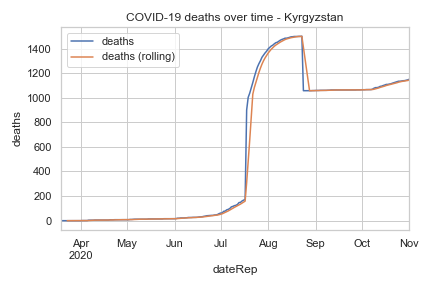 COVID-19 deaths over time - Kyrgyzstan
deaths
deaths (rolling)
1400
1200
1000
800
600
400
200
0
deaths
Apr May Jun Jul Aug Sep Oct Nov
2020
dateRep